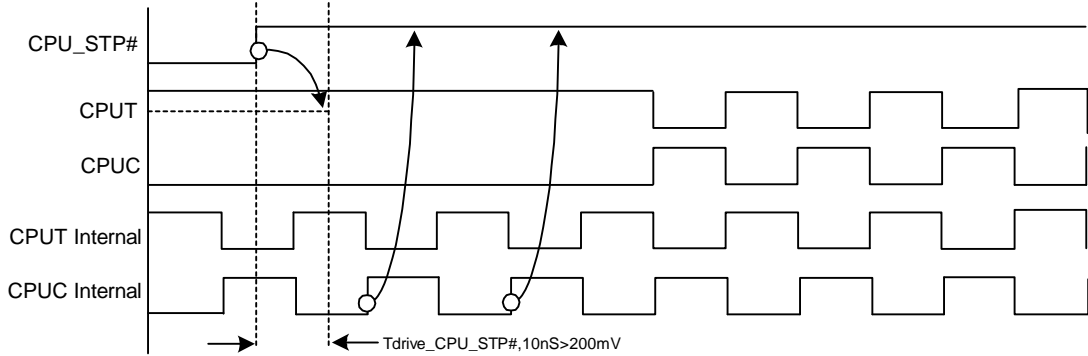 CPU_STP#
CPUT
CPUC
CPUT Internal
CPUC Internal
Tdrive_CPU_STP#,10nS>200mV